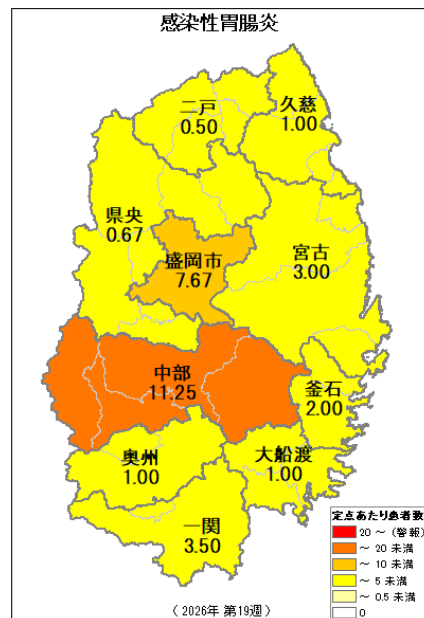 感染性胃腸炎
二戸
0.50
久慈
1.00
県央
0.67
盛岡市
7.67
宮古
3.00
中部
11.25
釜石
2.00
奥州
1.00
大船渡
1.00
一関
3.50
定点あたり患者数
20 ～ (警報)
～ 20 未満
～ 10 未満
～ 5 未満
～ 0.5 未満
0
（ 2026年 第19週）